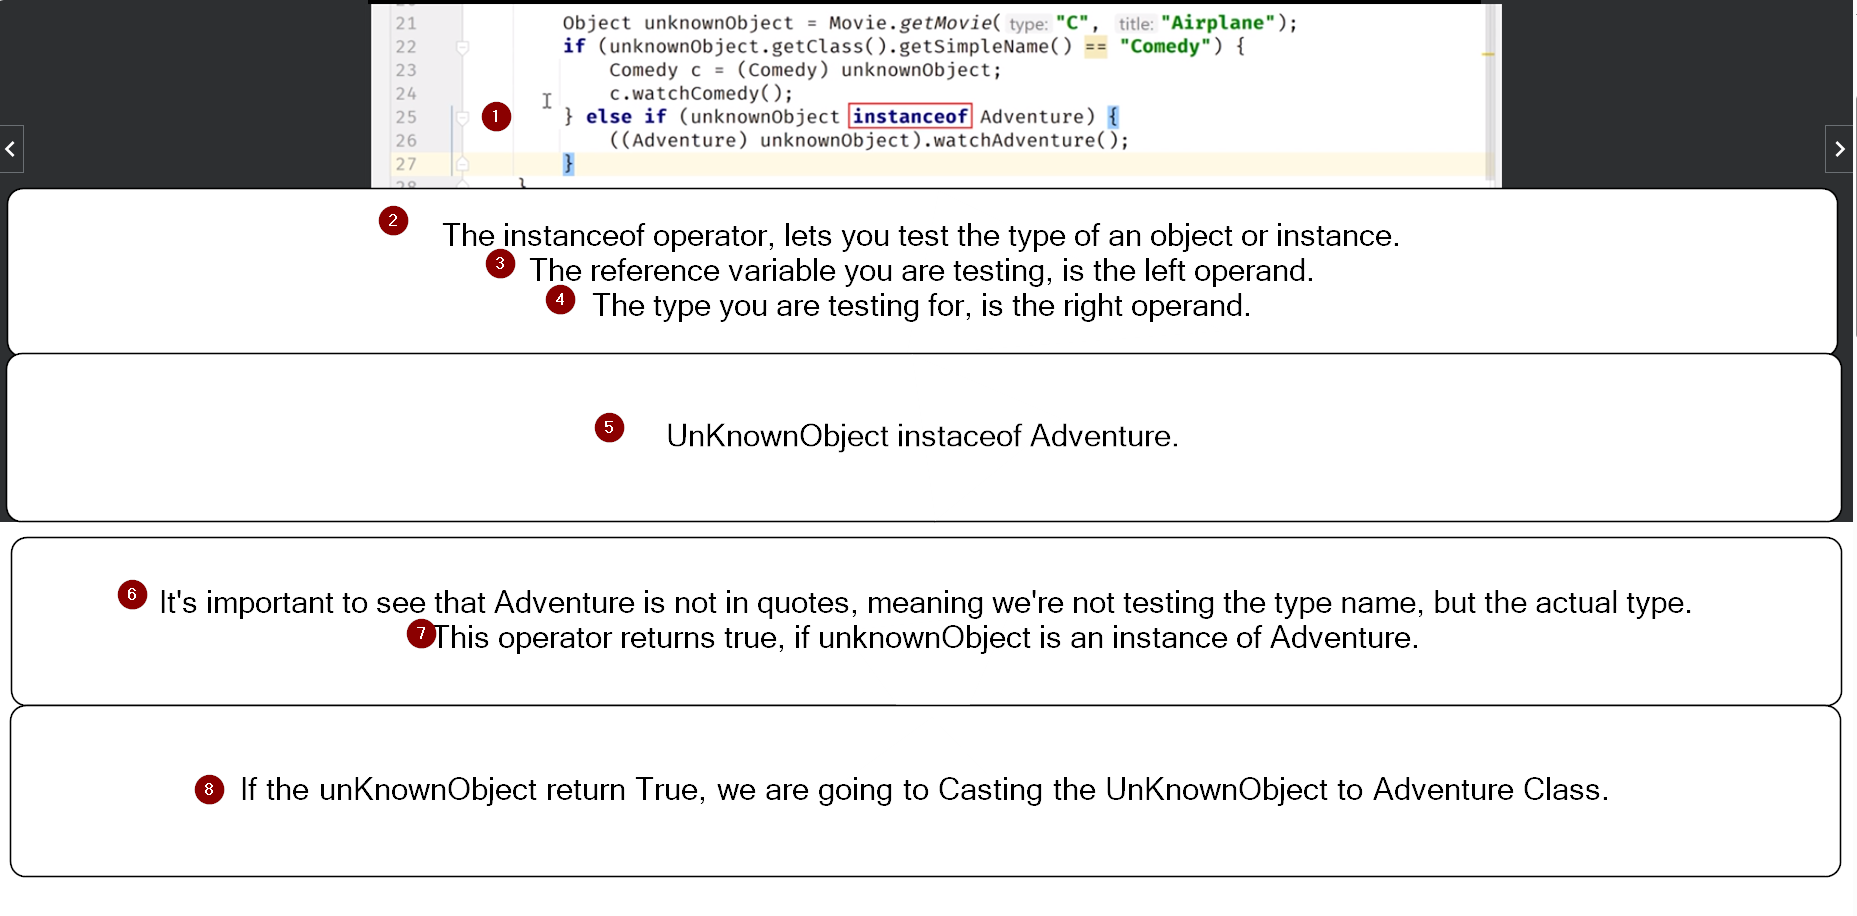 21 Object unknownObject = Movie.getMovie( type: "C", title: "Airplane");
22 if (unknownObject.getClass().getSimpleName() == "Comedy") {
23 Comedy c = (Comedy) unknownObject;
24 c.watchComedy();
25 1 } else if (unknownObject instanceof Adventure) {
26 ((Adventure) unknownObject).watchAdventure();
27 }
28 }
2 The instanceof operator, lets you test the type of an object or instance.
3 The reference variable you are testing, is the left operand.
4 The type you are testing for, is the right operand.
5 UnKnownObject instaceof Adventure.
6 It's important to see that Adventure is not in quotes, meaning we're not testing the type name, but the actual type.
7 This operator returns true, if unknownObject is an instance of Adventure.
8 If the unKnownObject return True, we are going to Casting the UnKnownObject to Adventure Class.